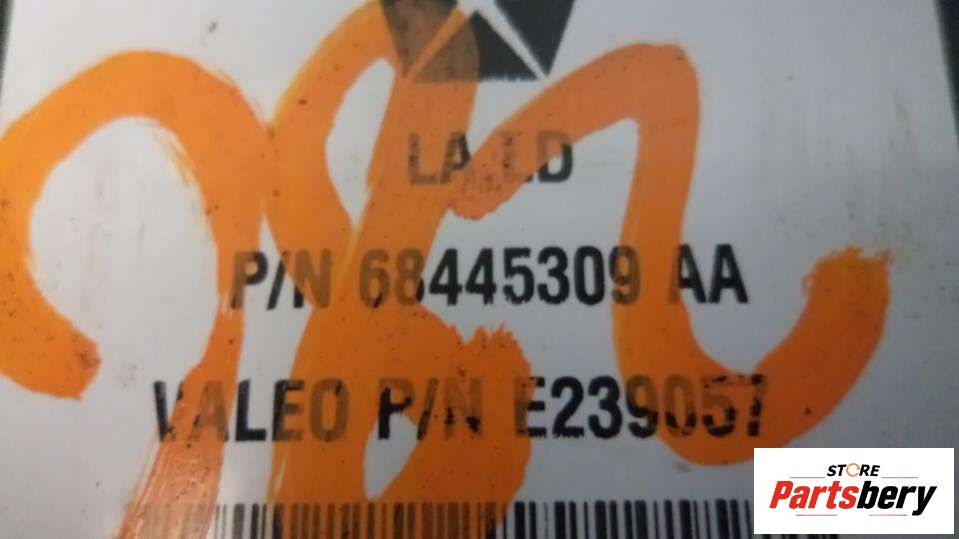 LA, LD
P/N 68445309 AA
VALEO P/N E239057
STORE
Partsbery